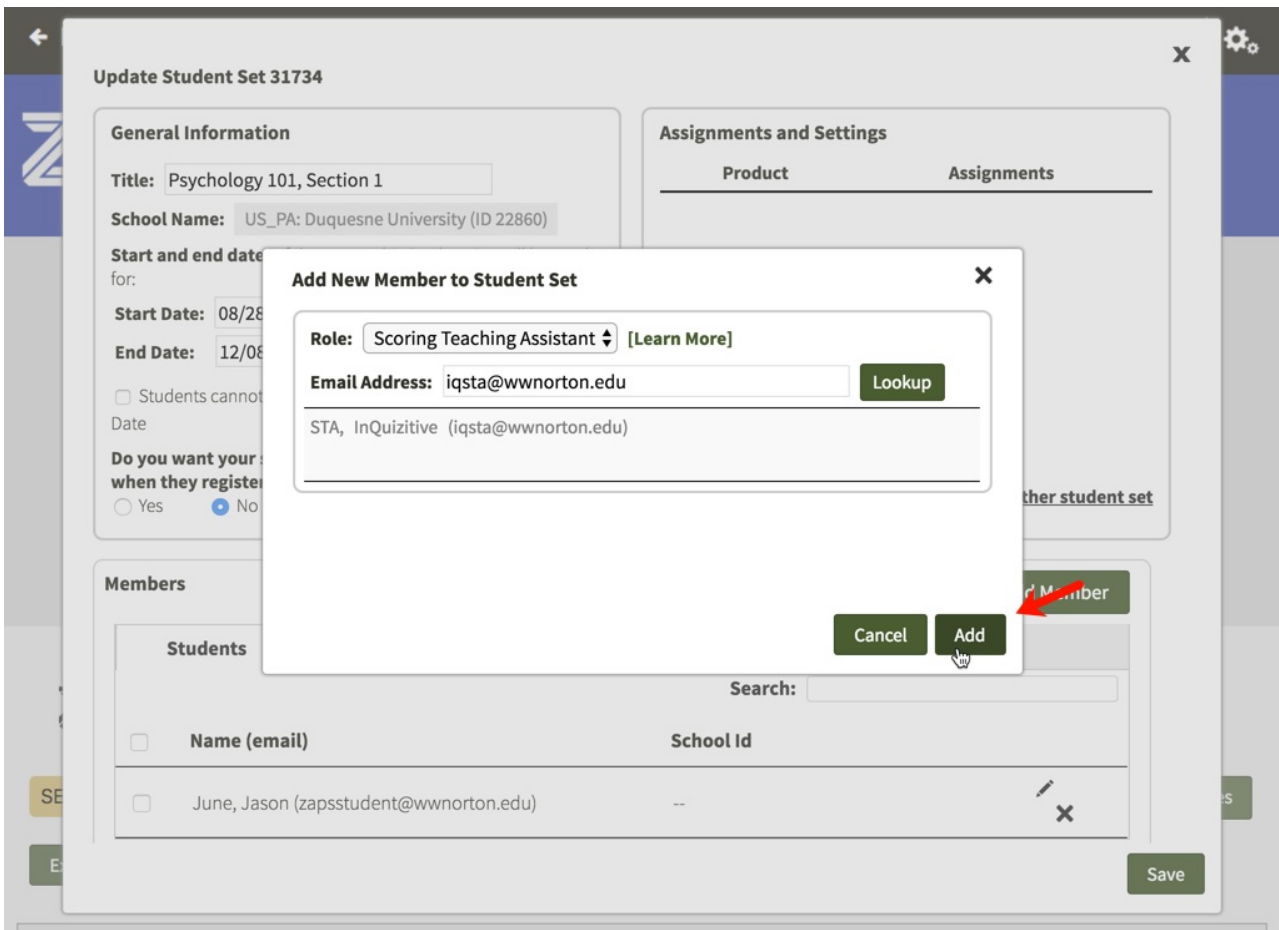 Update Student Set 31734
X
General Information
Title: Psychology 101, Section 1
School Name: US_PA: Duquesne University (ID 22860)
Start and end date
for:
Start Date: 08/28
End Date: 12/08
Students cannot
Date
Do you want your
when they register
Yes No
Assignments and Settings
Product Assignments
ther student set
Add New Member to Student Set
X
Role: Scoring Teaching Assistant [Learn More]
Email Address: iqsta@wwnorton.edu Lookup
STA, InQuizitive (iqsta@wwnorton.edu)
Cancel Add
Members
d Member
Students
Search:
Name (email) School Id
June, Jason (zapsstudent@wwnorton.edu) --
SE
es
E
Save